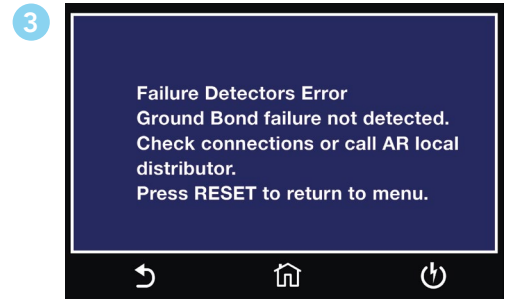 3
Failure Detectors Error
Ground Bond failure not detected.
Check connections or call AR local
distributor.
Press RESET to return to menu.